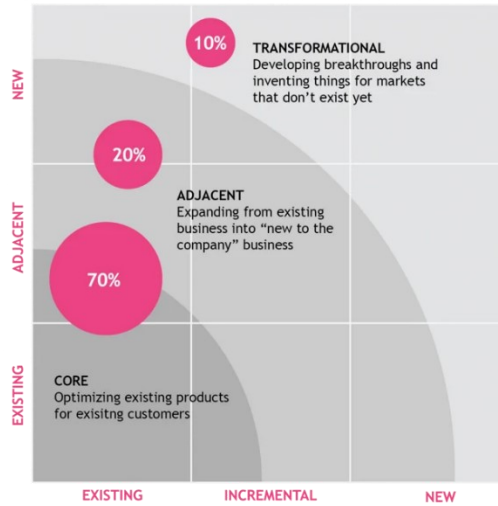 10%
TRANSFORMATIONAL
Developing breakthroughs and
inventing things for markets
that don't exist yet
NEW
20%
ADJACENT
Expanding from existing
business into “new to the
company” business
ADJACENT
70%
CORE
Optimizing existing products
for exisitng customers
EXISTING
EXISTING INCREMENTAL NEW